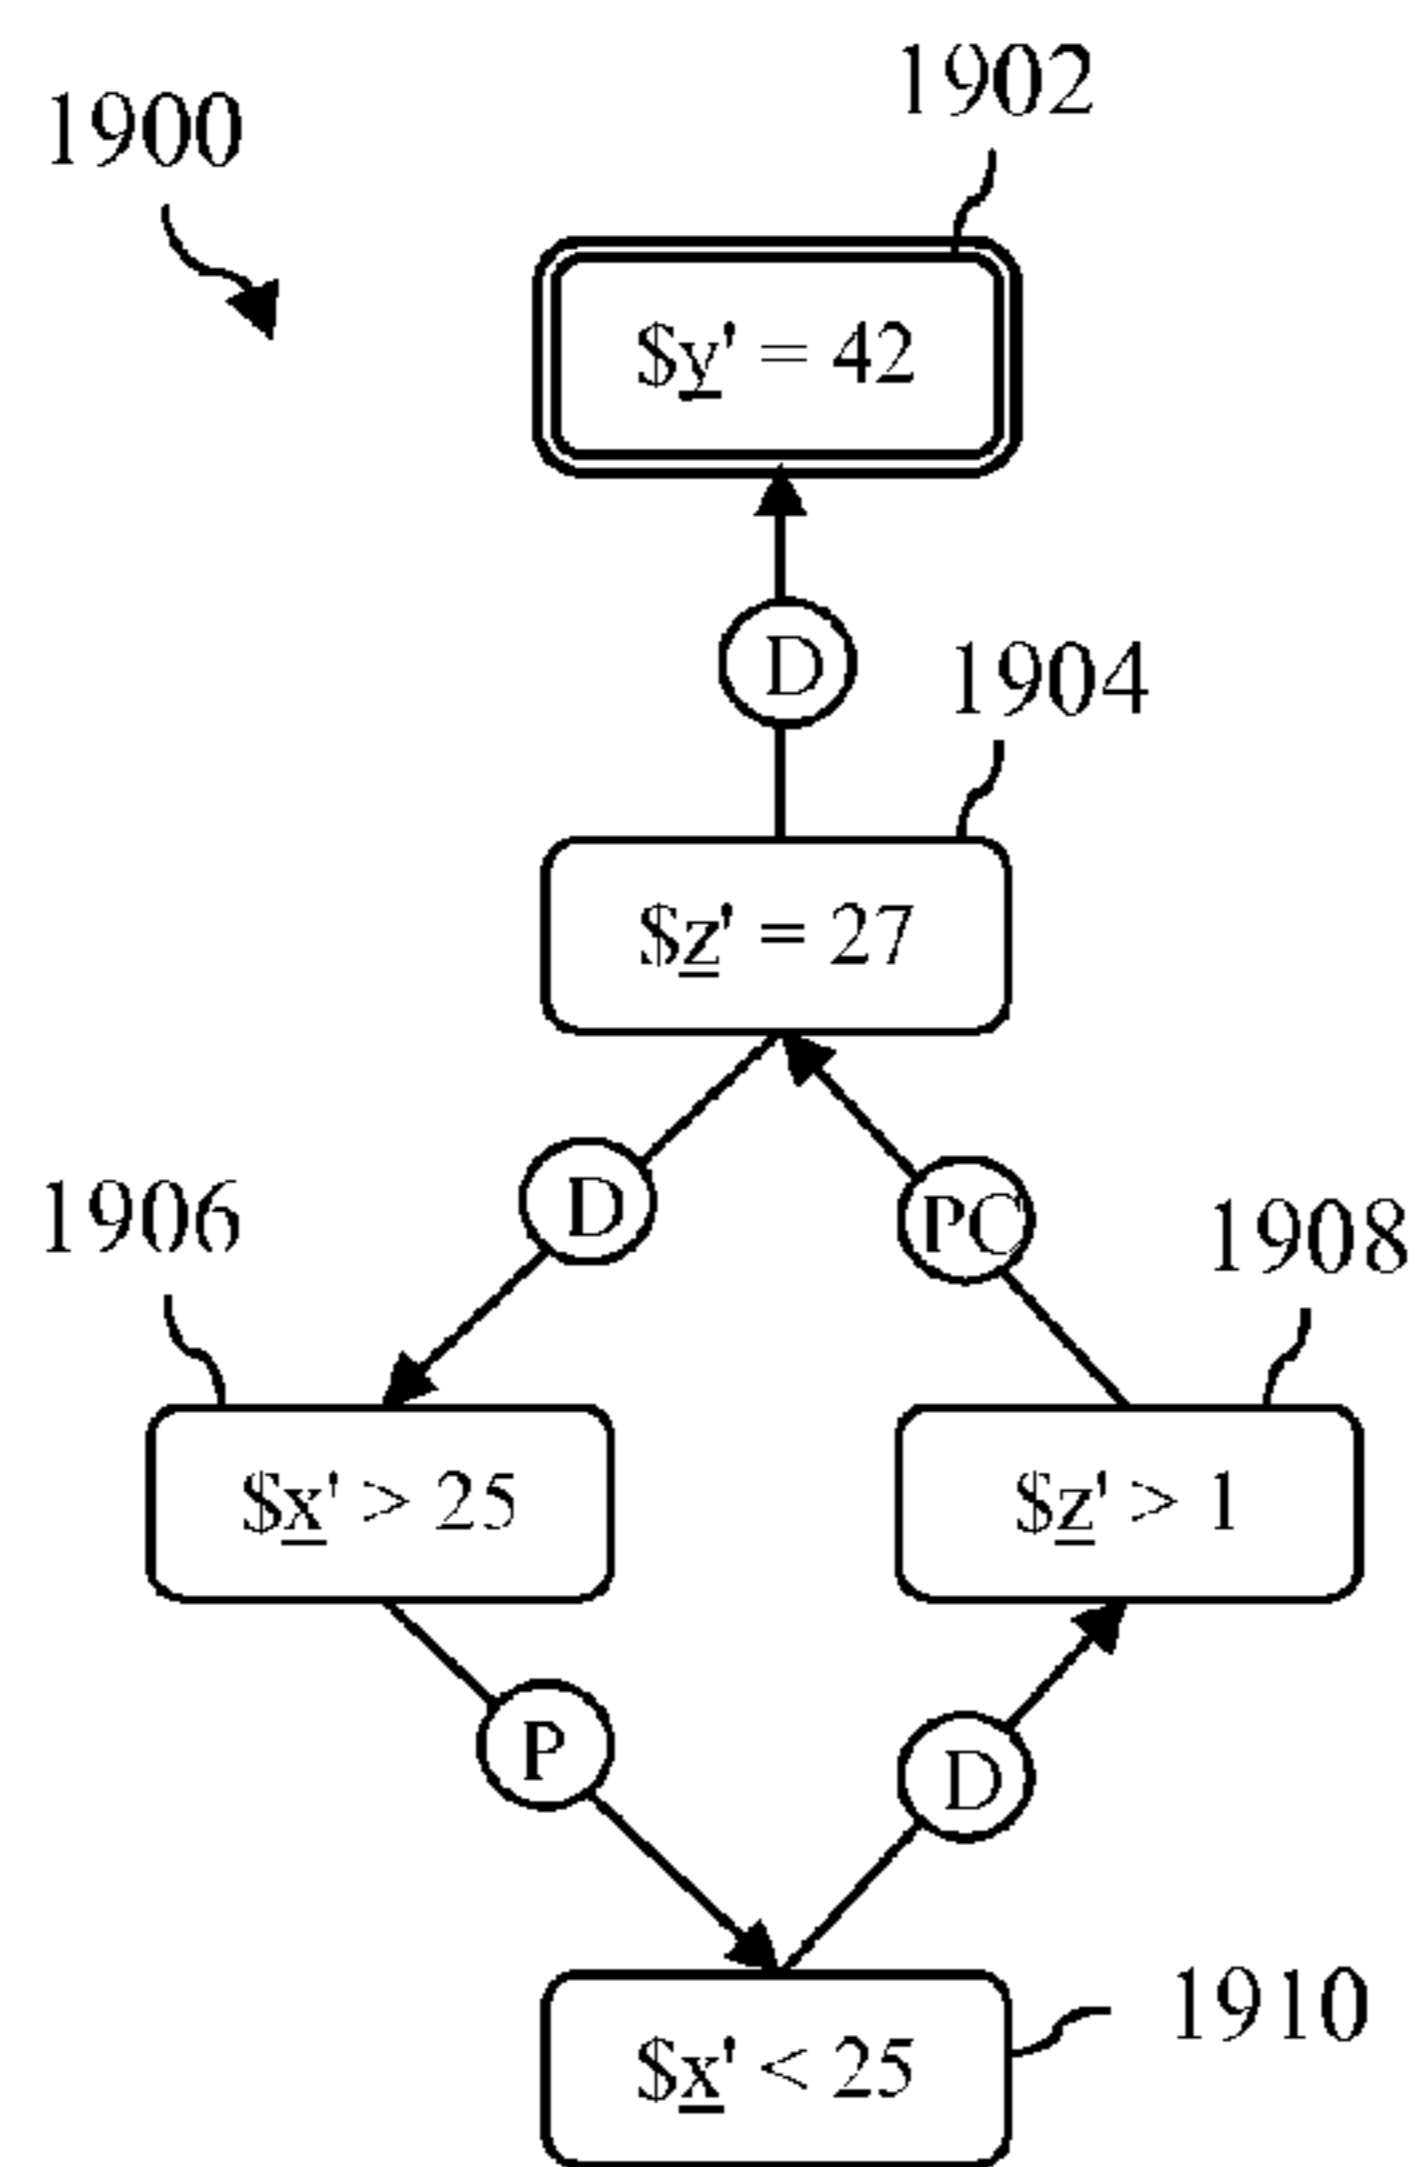 1902
1900
$y' = 42
D
1904
$z' = 27
D
PC
1906
1908
$x' > 25
$z' > 1
P
D
1910
$x' < 25